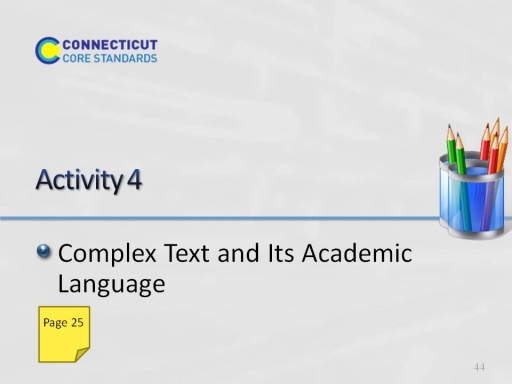 CONNECTICUT
CORE STANDARDS
Activity 4
Complex Text and Its Academic
Language
Page 25
44